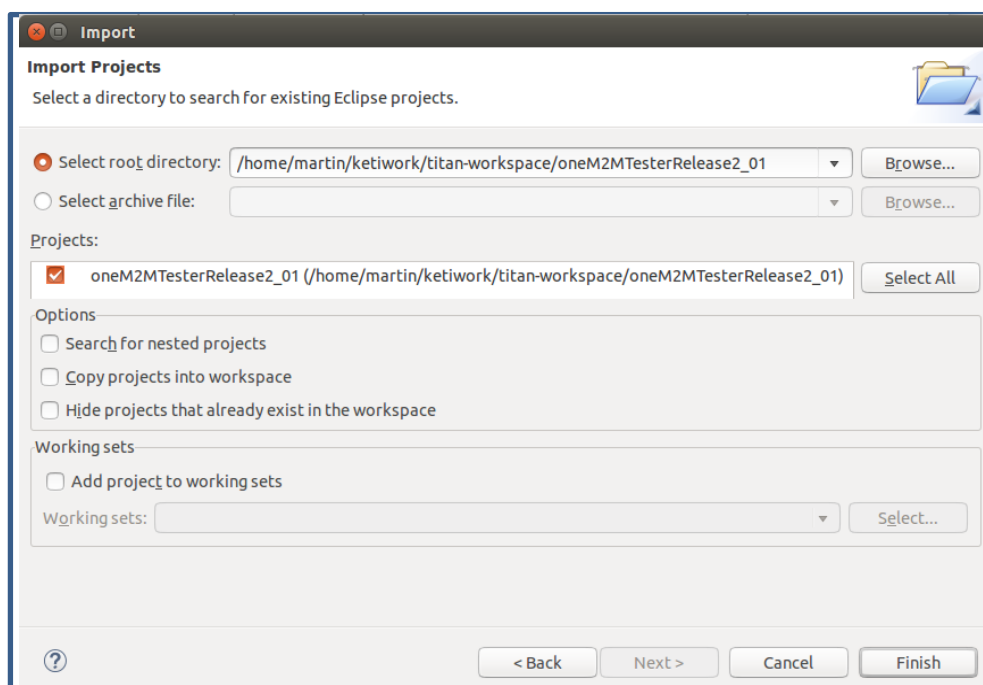 Import
Import Projects
Select a directory to search for existing Eclipse projects.
Select root directory: /home/martin/ketiwork/titan-workspace/oneM2MTesterRelease2_01 Browse...
Select archive file: Browse...
Projects:
oneM2MTesterRelease2_01 (/home/martin/ketiwork/titan-workspace/oneM2MTesterRelease2_01) Select All
Options
Search for nested projects
Copy projects into workspace
Hide projects that already exist in the workspace
Working sets
Add project to working sets
Working sets: Select...
? < Back Next > Cancel Finish